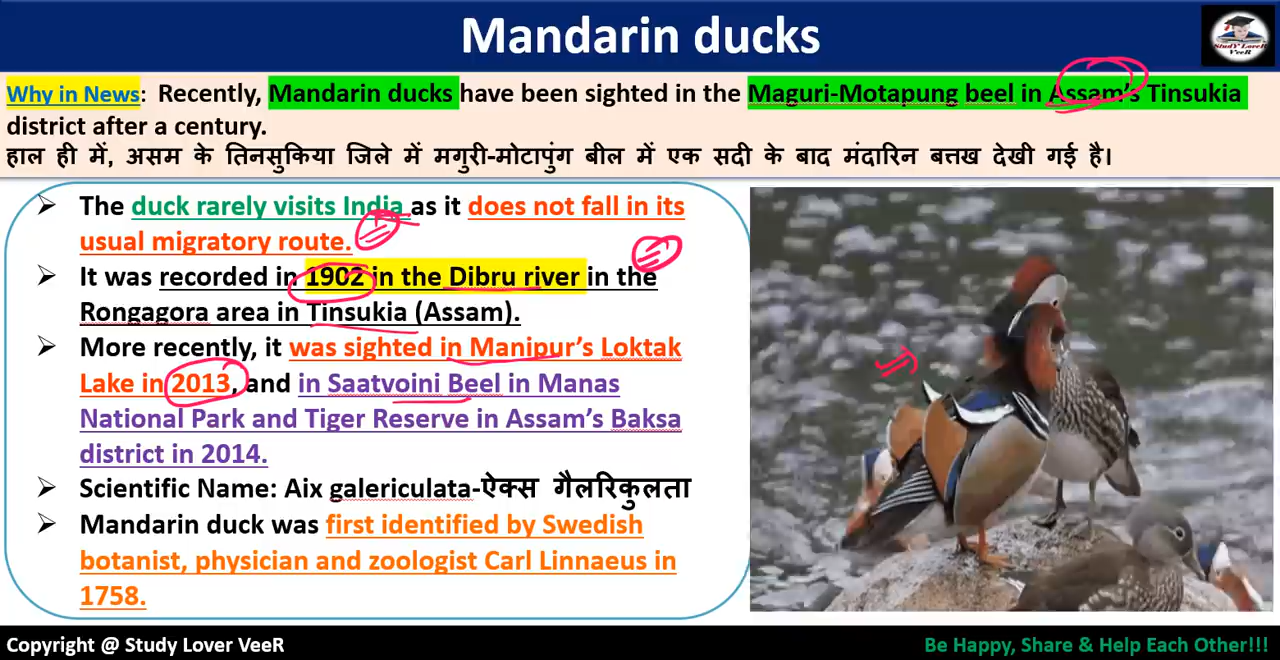 Mandarin ducks
StudY LoveR
VeeR
Why in News: Recently, Mandarin ducks have been sighted in the Maguri-Motapung beel in Assam's Tinsukia
district after a century.
हाल ही में, असम के तिनसुकिया जिले में मगुरी-मोटापुंग बील में एक सदी के बाद मंदारिन बत्तख देखी गई है।
➢ The duck rarely visits India as it does not fall in its
usual migratory route.
➢ It was recorded in 1902 in the Dibru river in the
Rongagora area in Tinsukia (Assam).
➢ More recently, it was sighted in Manipur's Loktak
Lake in 2013, and in Saatvoini Beel in Manas
National Park and Tiger Reserve in Assam's Baksa
district in 2014.
➢ Scientific Name: Aix galericulata-ऐक्स गैलरिकुलता
➢ Mandarin duck was first identified by Swedish
botanist, physician and zoologist Carl Linnaeus in
1758.
Copyright @ Study Lover VeeR
Be Happy, Share & Help Each Other!!!